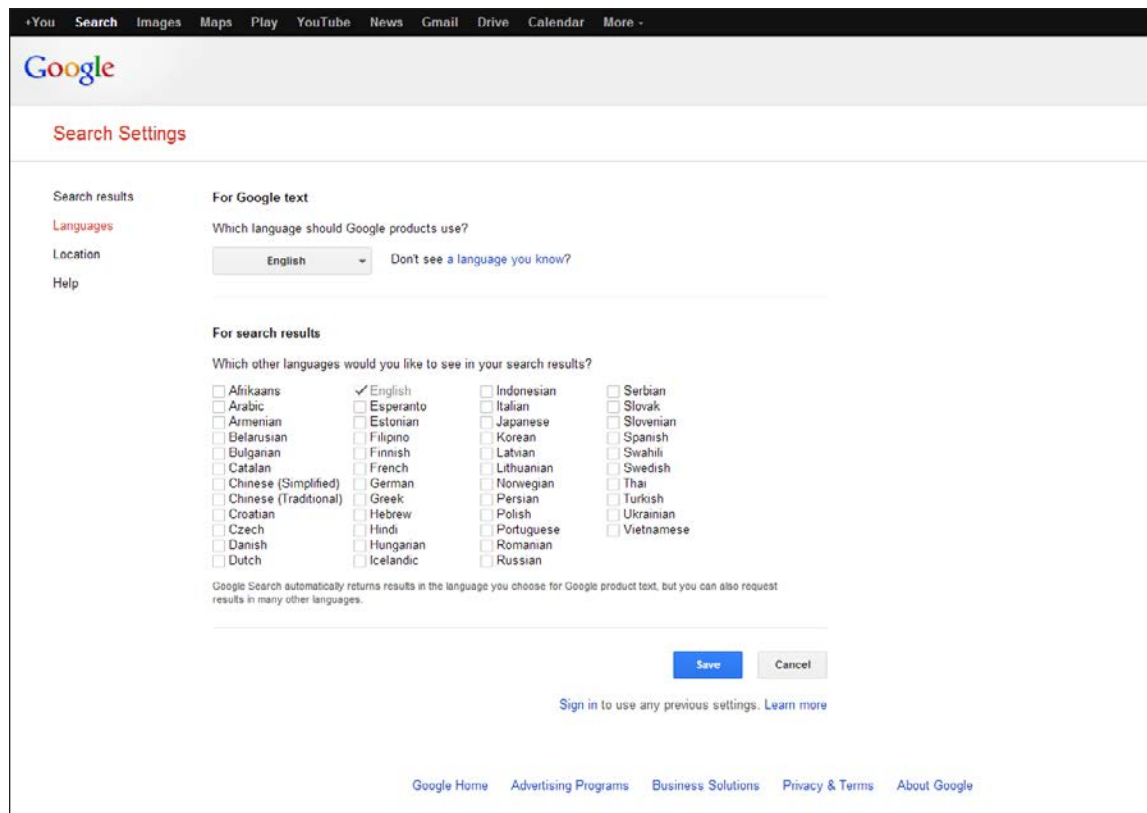 +You Search Images Maps Play YouTube News Gmail Drive Calendar More
Google
Search Settings
Search results
Languages
Location
Help
For Google text
Which language should Google products use?
English Don't see a language you know?
For search results
Which other languages would you like to see in your search results?
Afrikaans English Indonesian Serbian
Arabic Esperanto Italian Slovak
Armenian Estonian Japanese Slovenian
Belarusian Filipino Korean Spanish
Bulgarian Finnish Latvian Swahili
Catalan French Lithuanian Swedish
Chinese (Simplified) German Norwegian Thai
Chinese (Traditional) Greek Persian Turkish
Croatian Hebrew Polish Ukrainian
Czech Hindi Portuguese Vietnamese
Danish Hungarian Romanian
Dutch Icelandic Russian
Google Search automatically returns results in the language you choose for Google product text, but you can also request
results in many other languages.
Save Cancel
Sign in to use any previous settings. Learn more
Google Home Advertising Programs Business Solutions Privacy & Terms About Google